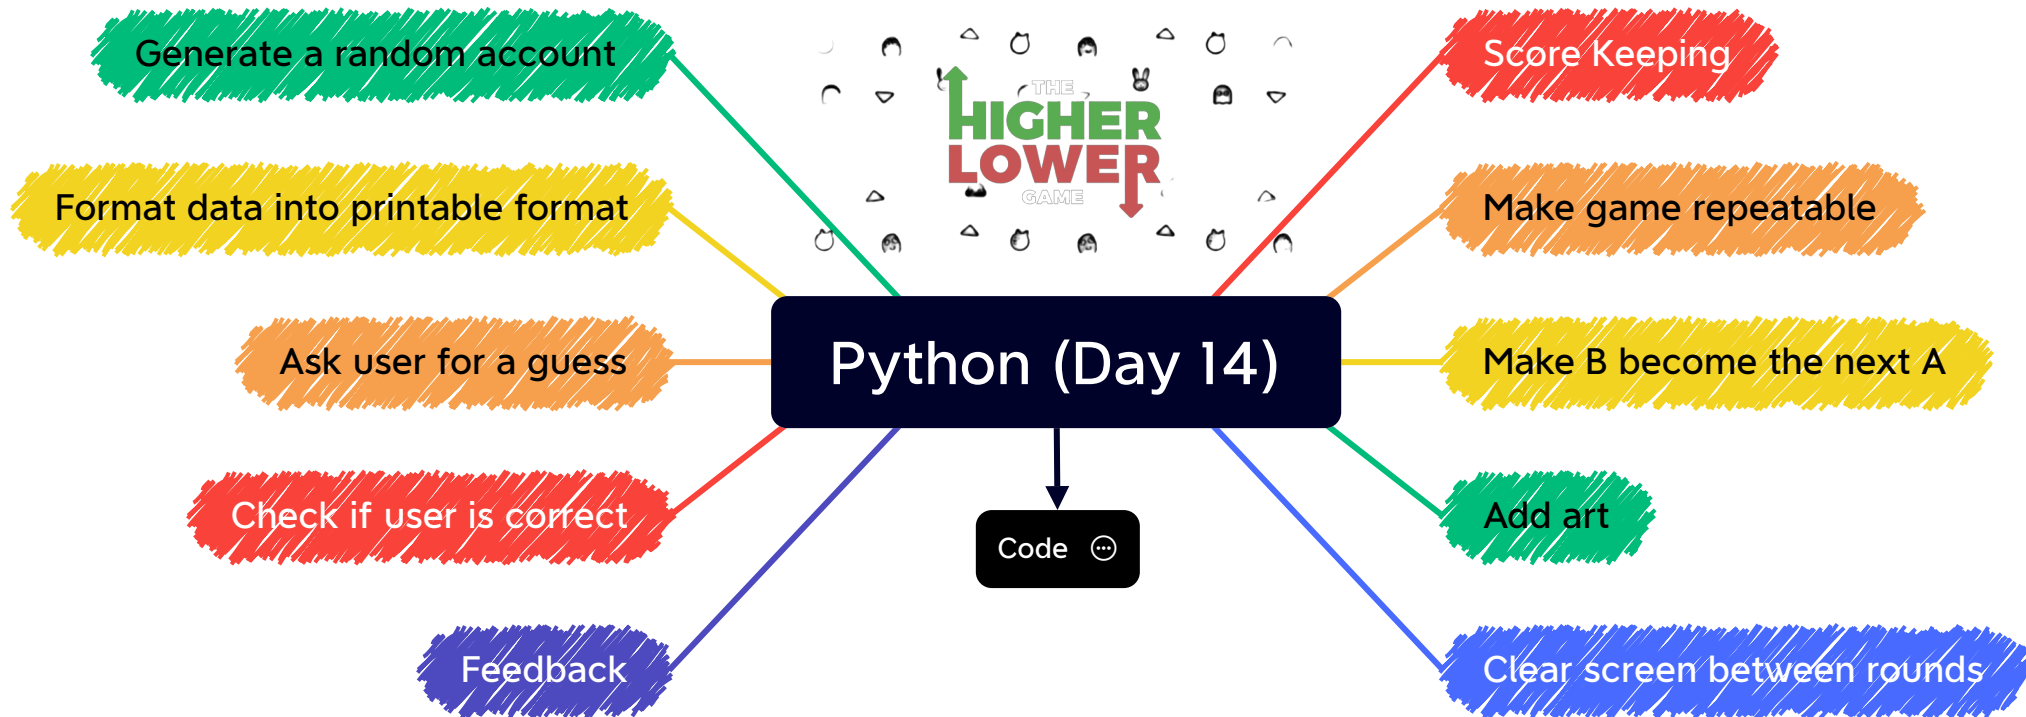 Generate a random account
Format data into printable format
Ask user for a guess
Check if user is correct
Feedback
THE
HIGHER
LOWER
GAME
Python (Day 14)
Code
Score Keeping
Make game repeatable
Make B become the next A
Add art
Clear screen between rounds